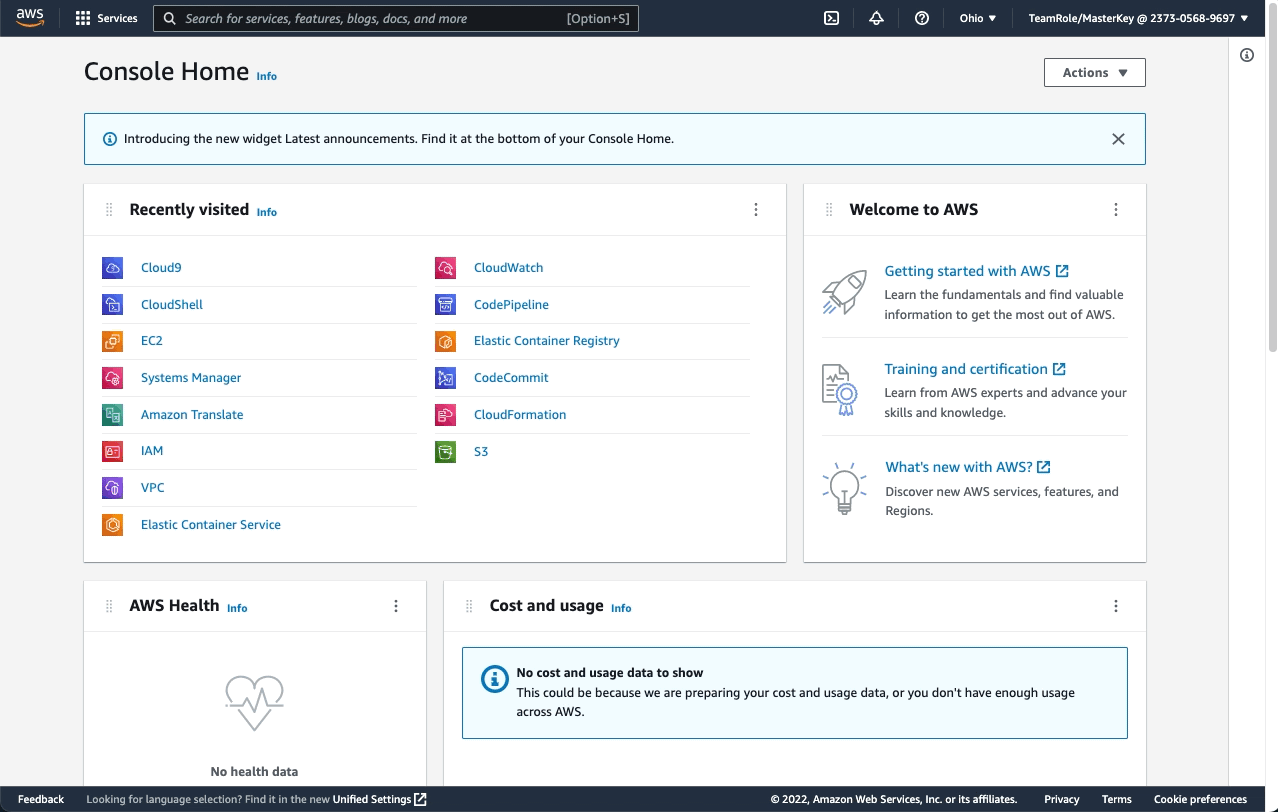 aws
Services
Search for services, features, blogs, docs, and more
[Option+S]
Ohio ▼
TeamRole/MasterKey @ 2373-0568-9697 ▼
Console Home Info
Actions ▼
Introducing the new widget Latest announcements. Find it at the bottom of your Console Home.
Recently visited Info
Cloud9
CloudShell
EC2
Systems Manager
Amazon Translate
IAM
VPC
Elastic Container Service
CloudWatch
CodePipeline
Elastic Container Registry
CodeCommit
CloudFormation
S3
Welcome to AWS
Getting started with AWS
Learn the fundamentals and find valuable
information to get the most out of AWS.
Training and certification
Learn from AWS experts and advance your
skills and knowledge.
What's new with AWS?
Discover new AWS services, features, and
Regions.
AWS Health Info
No health data
Cost and usage Info
No cost and usage data to show
This could be because we are preparing your cost and usage data, or you don't have enough usage
across AWS.
Feedback
Looking for language selection? Find it in the new Unified Settings
© 2022, Amazon Web Services, Inc. or its affiliates.
Privacy
Terms
Cookie preferences